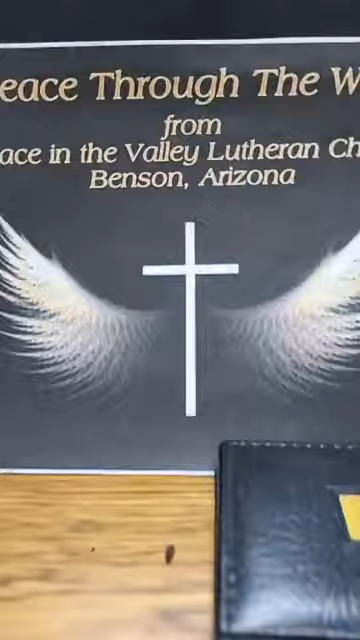 eace Through The W
from
ace in the Valley Lutheran Ch
Benson, Arizona